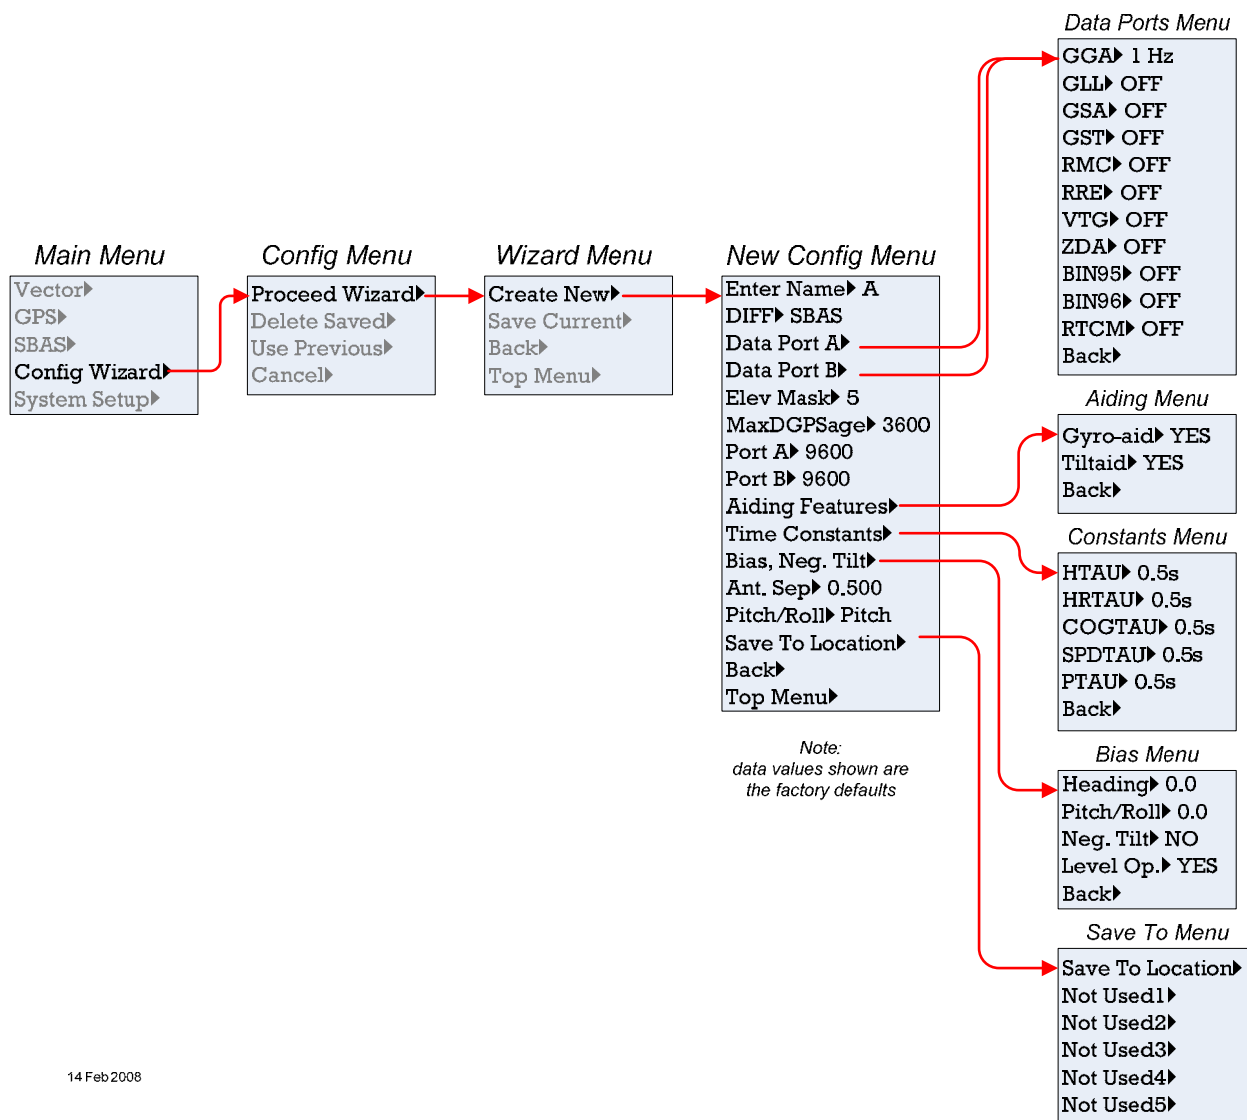 Main Menu
Vector
GPS
SBAS
Config Wizard
System Setup
Config Menu
Proceed Wizard
Delete Saved
Use Previous
Cancel
Wizard Menu
Create New
Save Current
Back
Top Menu
New Config Menu
Enter Name A
DIFF SBAS
Data Port A
Data Port B
Elev Mask 5
MaxDGPSage 3600
Port A 9600
Port B 9600
Aiding Features
Time Constants
Bias, Neg. Tilt
Ant. Sep 0.500
Pitch/Roll Pitch
Save To Location
Back
Top Menu
Note:
data values shown are
the factory defaults
Data Ports Menu
GGA 1 Hz
GLL OFF
GSA OFF
GST OFF
RMC OFF
RRE OFF
VTG OFF
ZDA OFF
BIN95 OFF
BIN96 OFF
RTCM OFF
Back
Aiding Menu
Gyro-aid YES
Tiltaid YES
Back
Constants Menu
HTAU 0.5s
HRTAU 0.5s
COGTAU 0.5s
SPDTAU 0.5s
PTAU 0.5s
Back
Bias Menu
Heading 0.0
Pitch/Roll 0.0
Neg. Tilt NO
Level Op. YES
Back
Save To Menu
Save To Location
Not Used1
Not Used2
Not Used3
Not Used4
Not Used5
14 Feb 2008